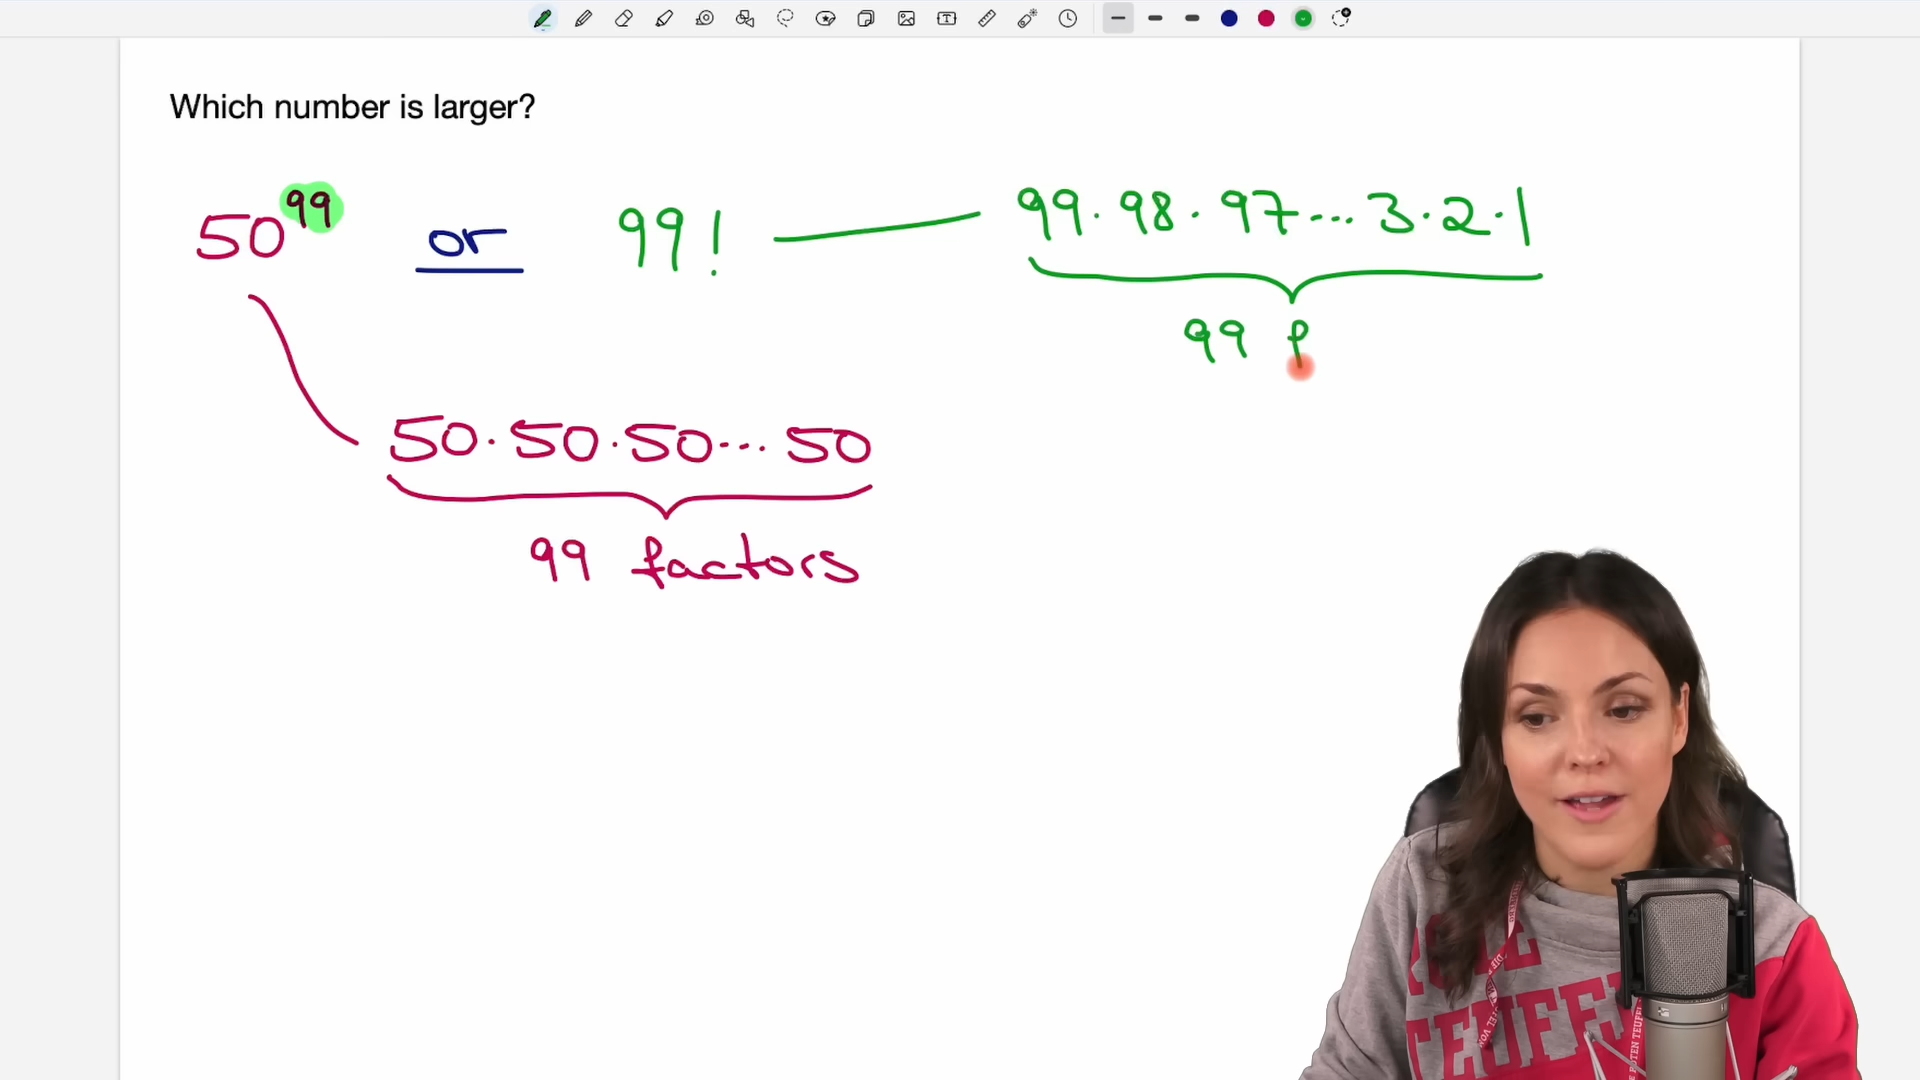 Which number is larger?
50^99 or 99! 99·98·97...3·2·1
99 f
50·50·50...50
99 factors
TEUFEL